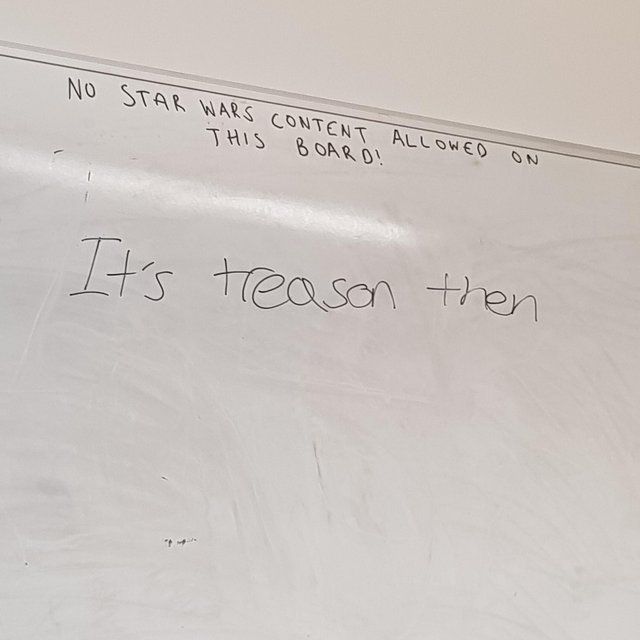 NO STAR WARS CONTENT ALLOWED ON
THIS BOARD!
It's treason then